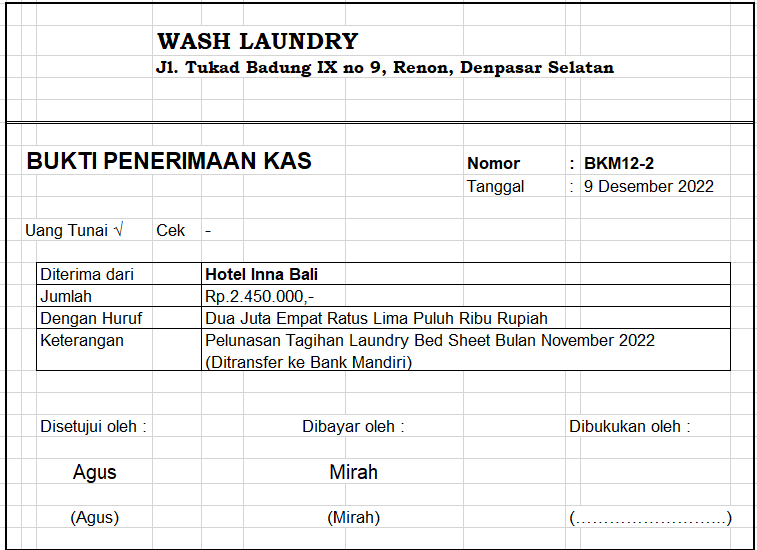 WASH LAUNDRY
Jl. Tukad Badung IX no 9, Renon, Denpasar Selatan
BUKTI PENERIMAAN KAS
Nomor : BKM12-2
Tanggal : 9 Desember 2022
Uang Tunai √ Cek -
Diterima dari Hotel Inna Bali
Jumlah Rp.2.450.000,-
Dengan Huruf Dua Juta Empat Ratus Lima Puluh Ribu Rupiah
Keterangan Pelunasan Tagihan Laundry Bed Sheet Bulan November 2022
(Ditransfer ke Bank Mandiri)
Disetujui oleh : Dibayar oleh : Dibukukan oleh :
Agus Mirah
(Agus) (Mirah) (……………………..)